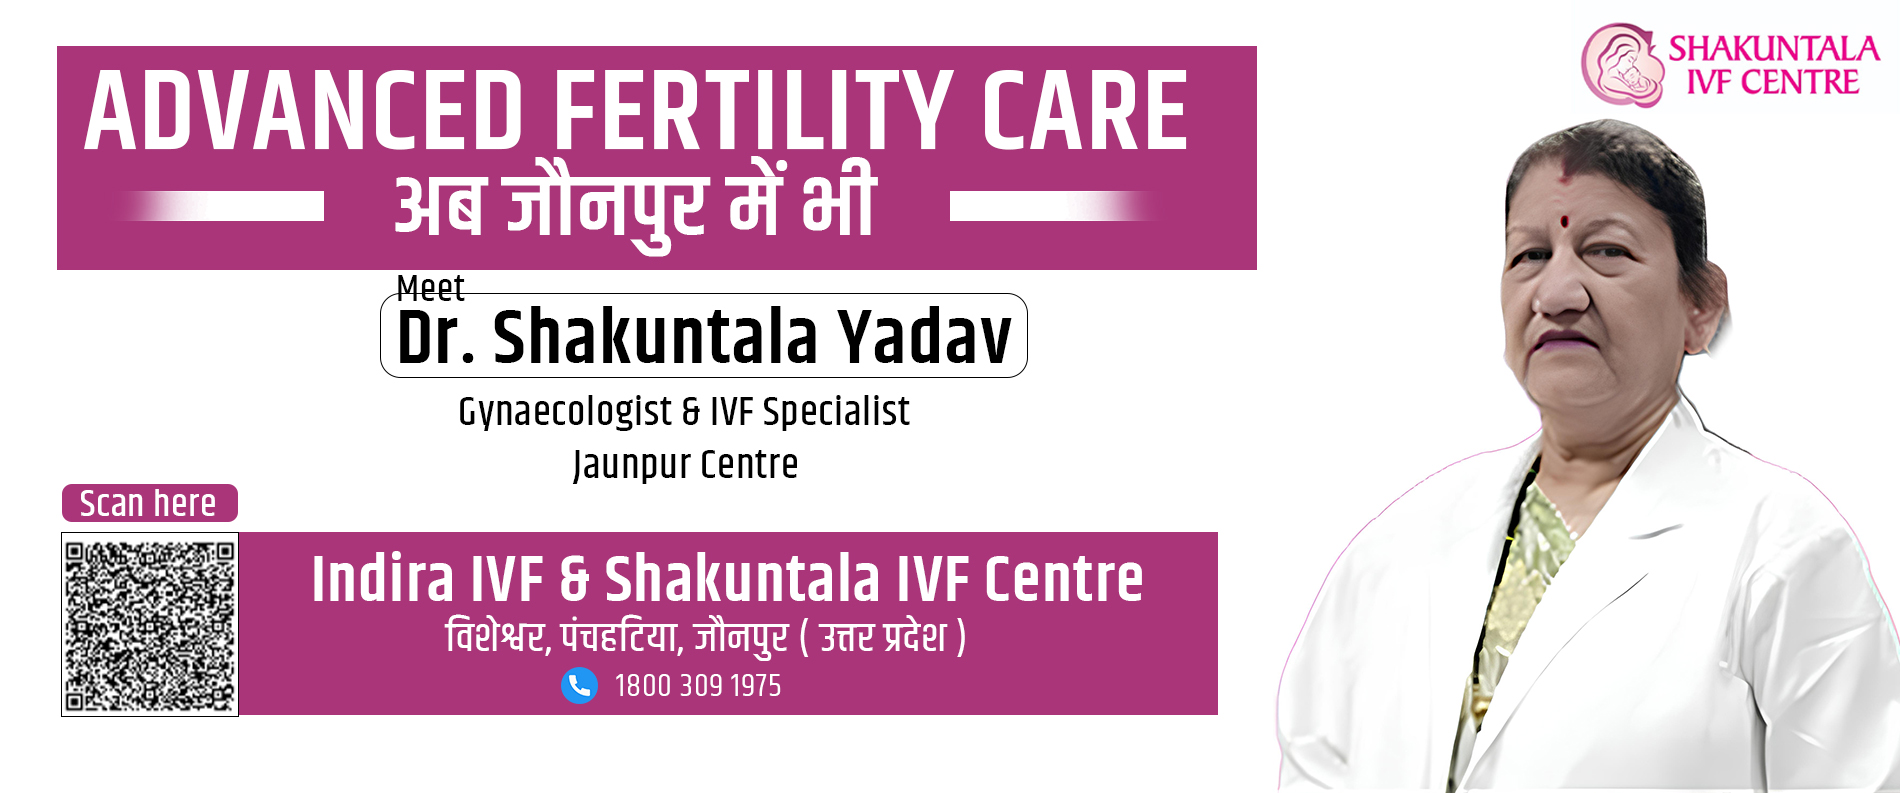 SHAKUNTALA
IVF CENTRE
ADVANCED FERTILITY CARE
अब जौनपुर में भी
Meet
Dr. Shakuntala Yadav
Gynaecologist & IVF Specialist
Jaunpur Centre
Scan here
Indira IVF & Shakuntala IVF Centre
विशेश्वर, पंचहटिया, जौनपुर ( उत्तर प्रदेश )
1800 309 1975